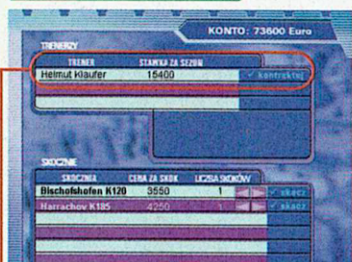 KONTO: 73600 Euro
TRENERZY
TRENER STAWKA ZA SEZON
Helmut Klaufer 15400 kontraktuj
SKOCZNIE
SKOCZNIA CENA ZA SKOK LICZBA SKOKÓW
Bischofshofen K120 3550 1 skacz
Harrachov K185 4250 1 skacz